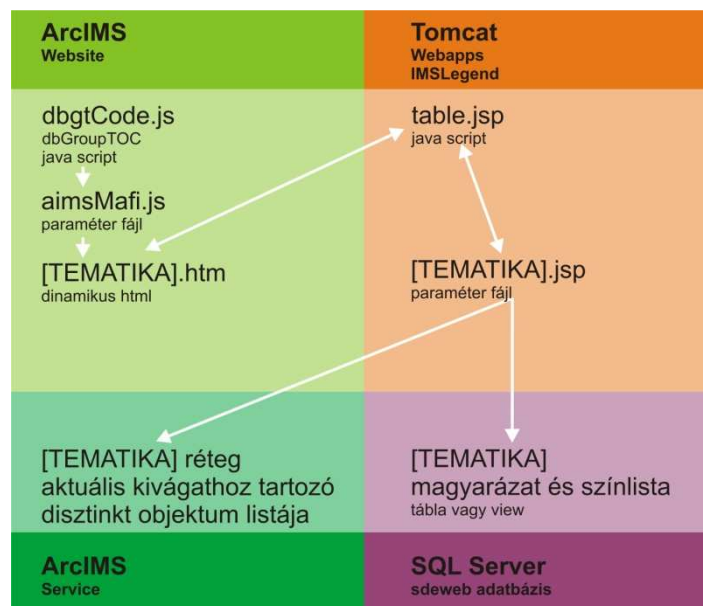 ArcIMS
Website
dbgtCode.js
dbGroupTOC
java script
aimsMafi.js
paraméter fájl
[TEMATIKA].htm
dinamikus html
Tomcat
Webapps
IMSLegend
table.jsp
java script
[TEMATIKA].jsp
paraméter fájl
[TEMATIKA] réteg
aktuális kivágathoz tartozó
disztinkt objektum listája
ArcIMS
Service
[TEMATIKA]
magyarázat és színlista
tábla vagy view
SQL Server
sdeweb adatbázis